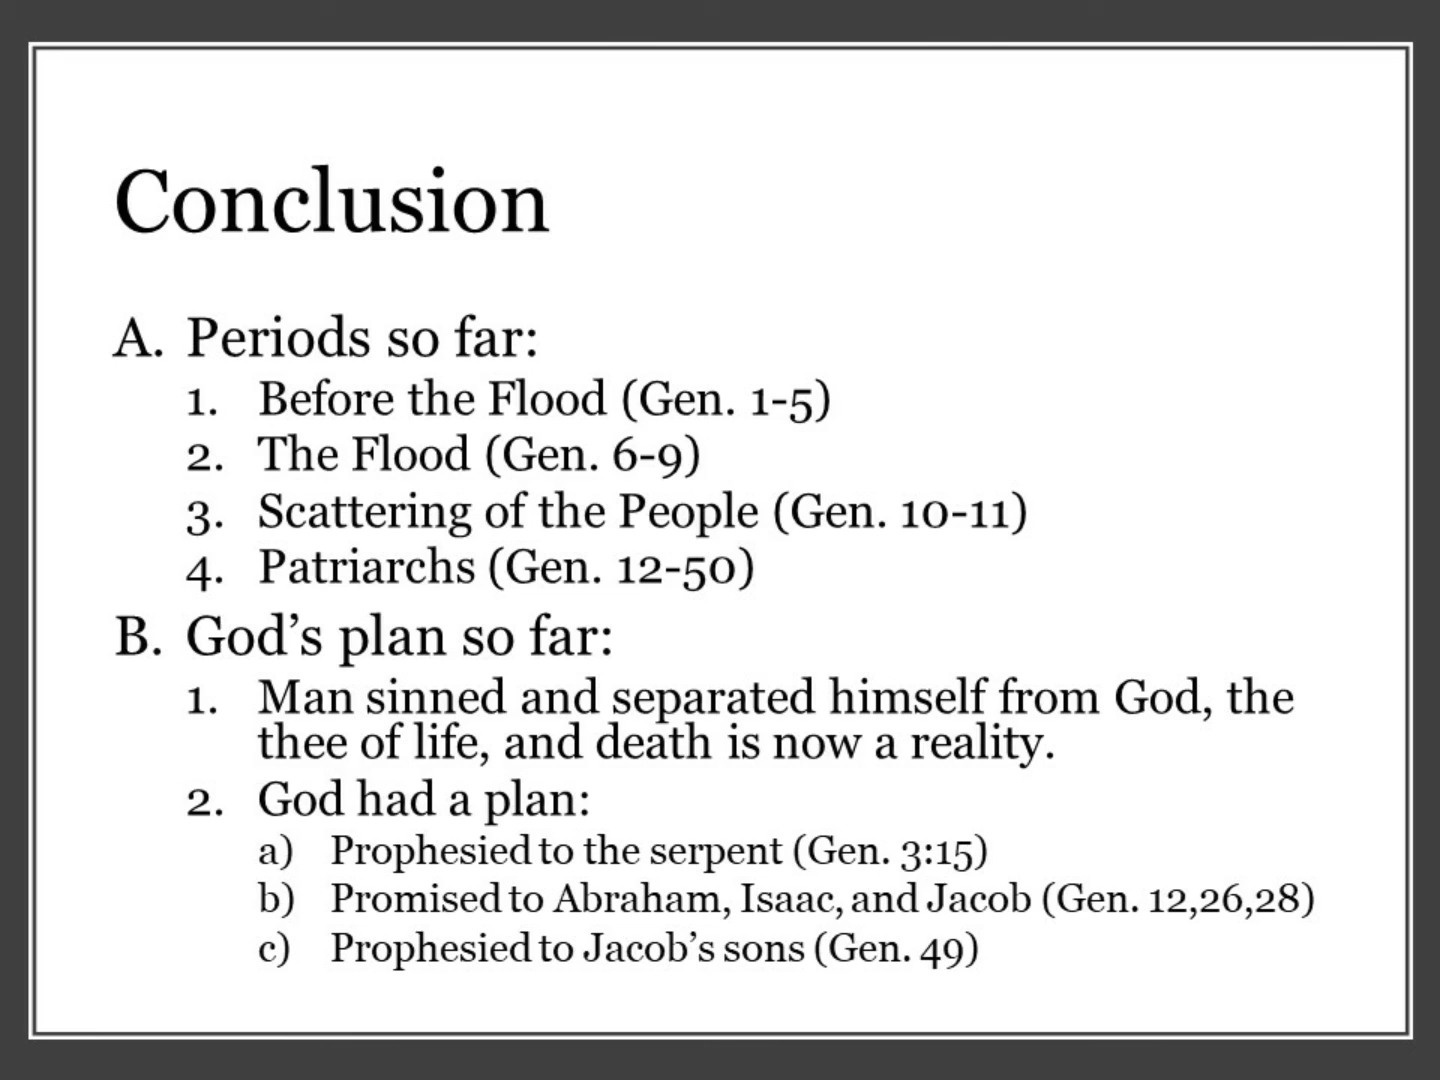 Conclusion
A. Periods so far:
1. Before the Flood (Gen. 1-5)
2. The Flood (Gen. 6-9)
3. Scattering of the People (Gen. 10-11)
4. Patriarchs (Gen. 12-50)
B. God’s plan so far:
1. Man sinned and separated himself from God, the
thee of life, and death is now a reality.
2. God had a plan:
a) Prophesied to the serpent (Gen. 3:15)
b) Promised to Abraham, Isaac, and Jacob (Gen. 12,26,28)
c) Prophesied to Jacob’s sons (Gen. 49)